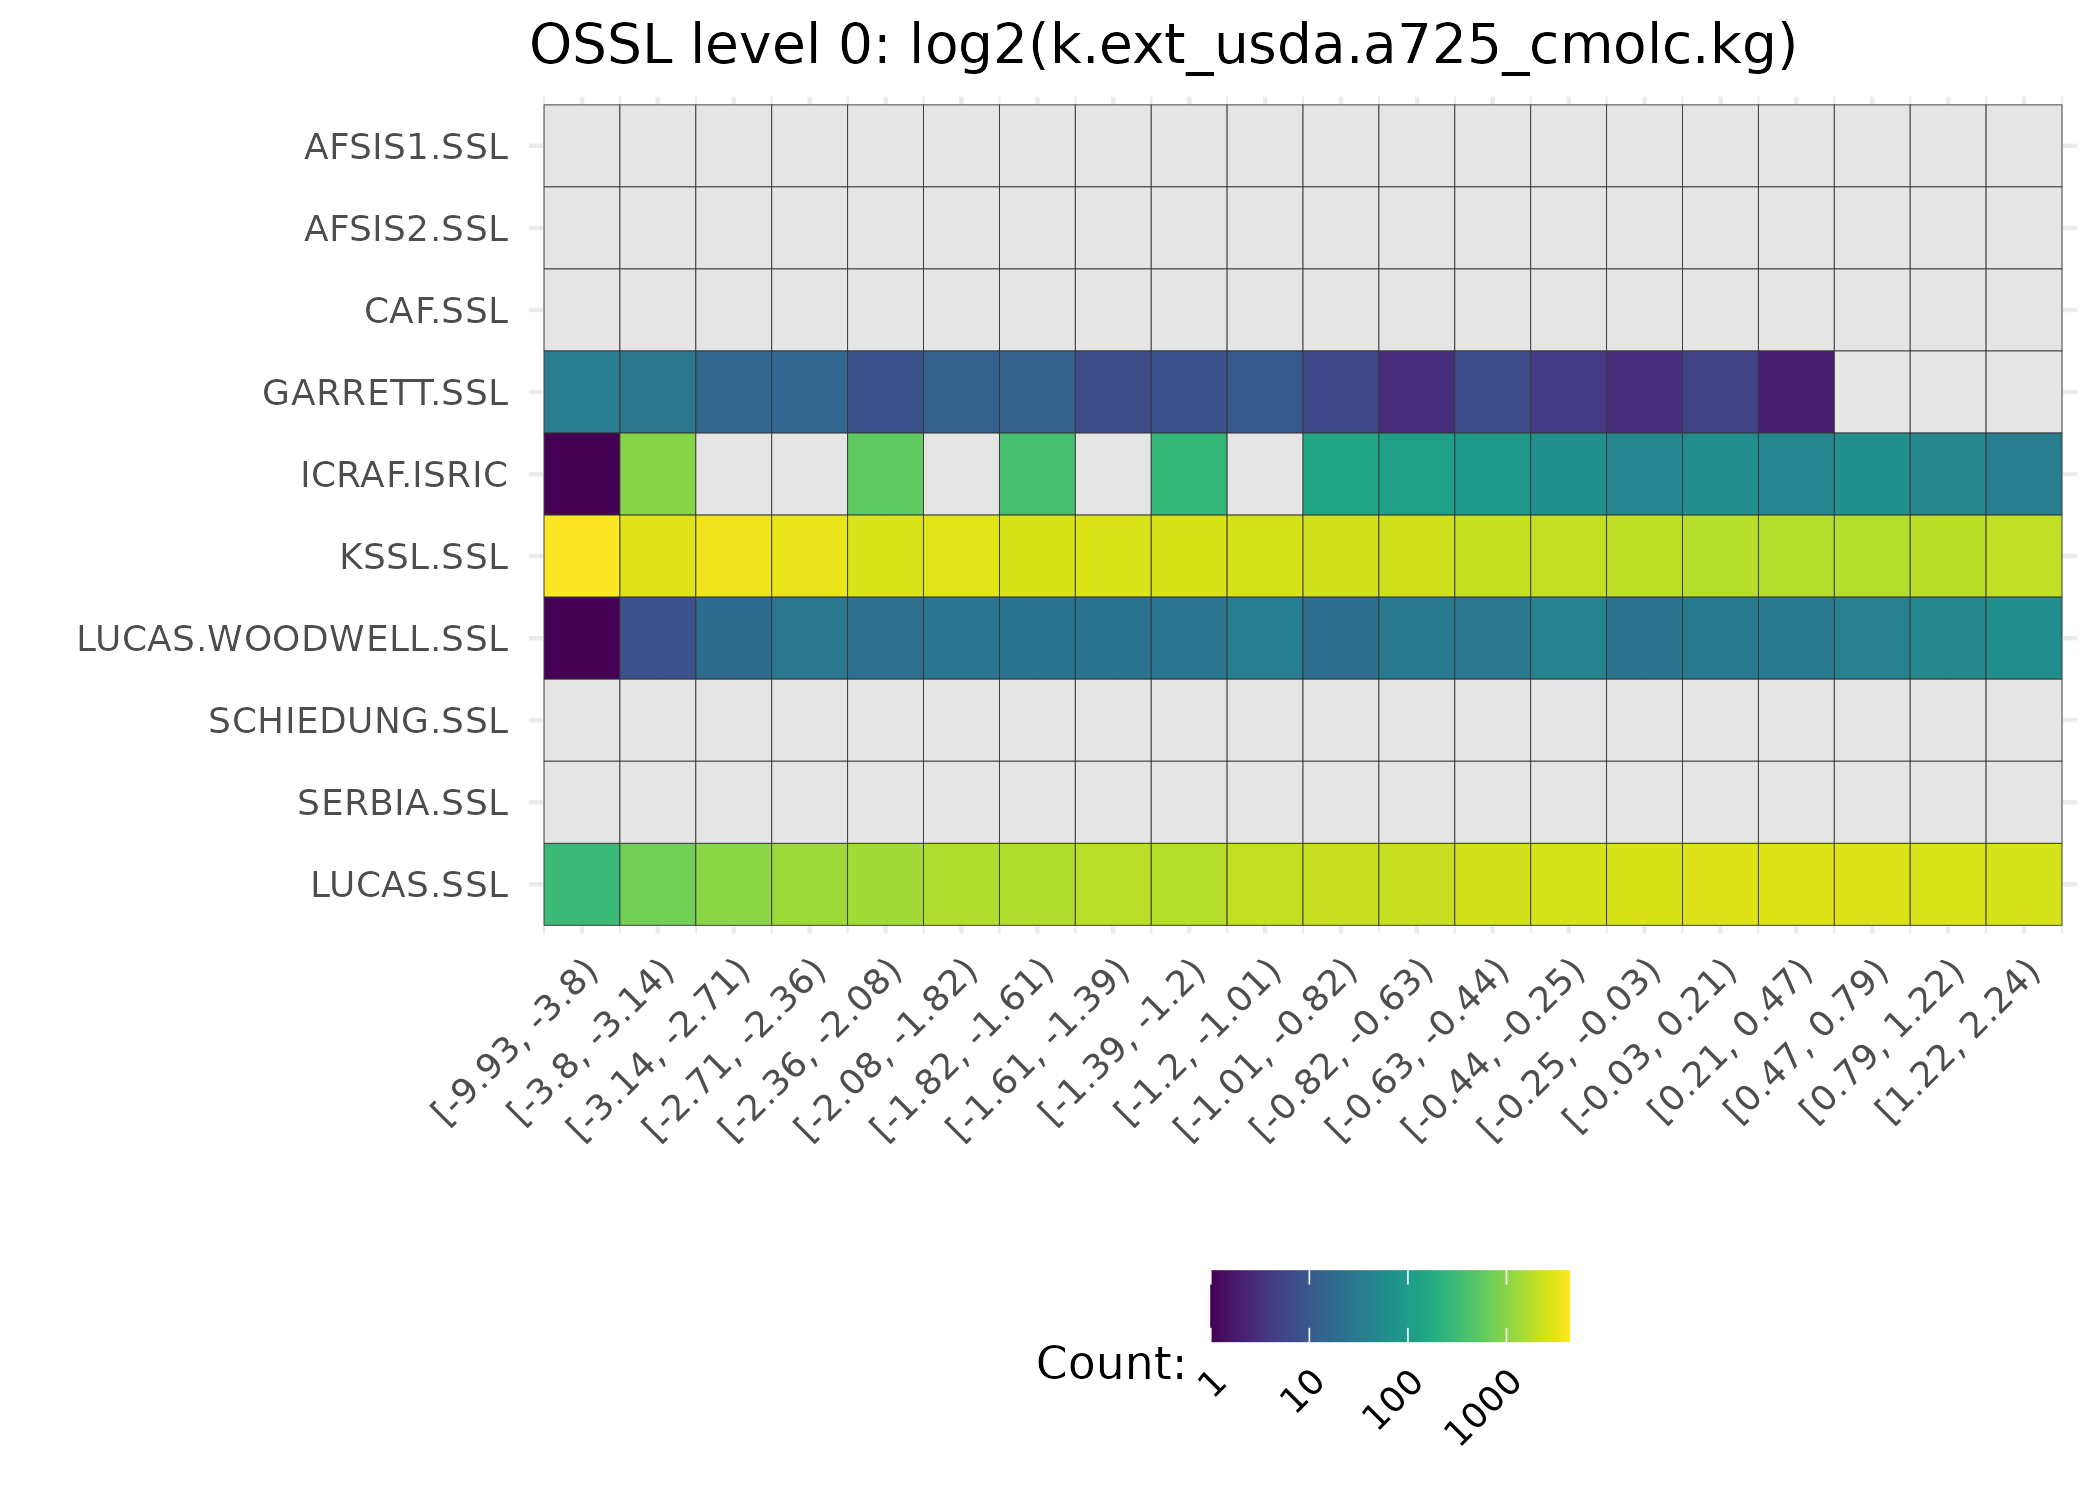 OSSL level 0: log2(k.ext_usda.a725_cmolc.kg)
AFSIS1.SSL
AFSIS2.SSL
CAF.SSL
GARRETT.SSL
ICRAF.ISRIC
KSSL.SSL
LUCAS.WOODWELL.SSL
SCHIEDUNG.SSL
SERBIA.SSL
LUCAS.SSL
[-9.93, -3.8)
[-3.8, -3.14)
[-3.14, -2.71)
[-2.71, -2.36)
[-2.36, -2.08)
[-2.08, -1.82)
[-1.82, -1.61)
[-1.61, -1.39)
[-1.39, -1.2)
[-1.2, -1.01)
[-1.01, -0.82)
[-0.82, -0.63)
[-0.63, -0.44)
[-0.44, -0.25)
[-0.25, -0.03)
[-0.03, 0.21)
[0.21, 0.47)
[0.47, 0.79)
[0.79, 1.22)
[1.22, 2.24)
Count:
1
10
100
1000